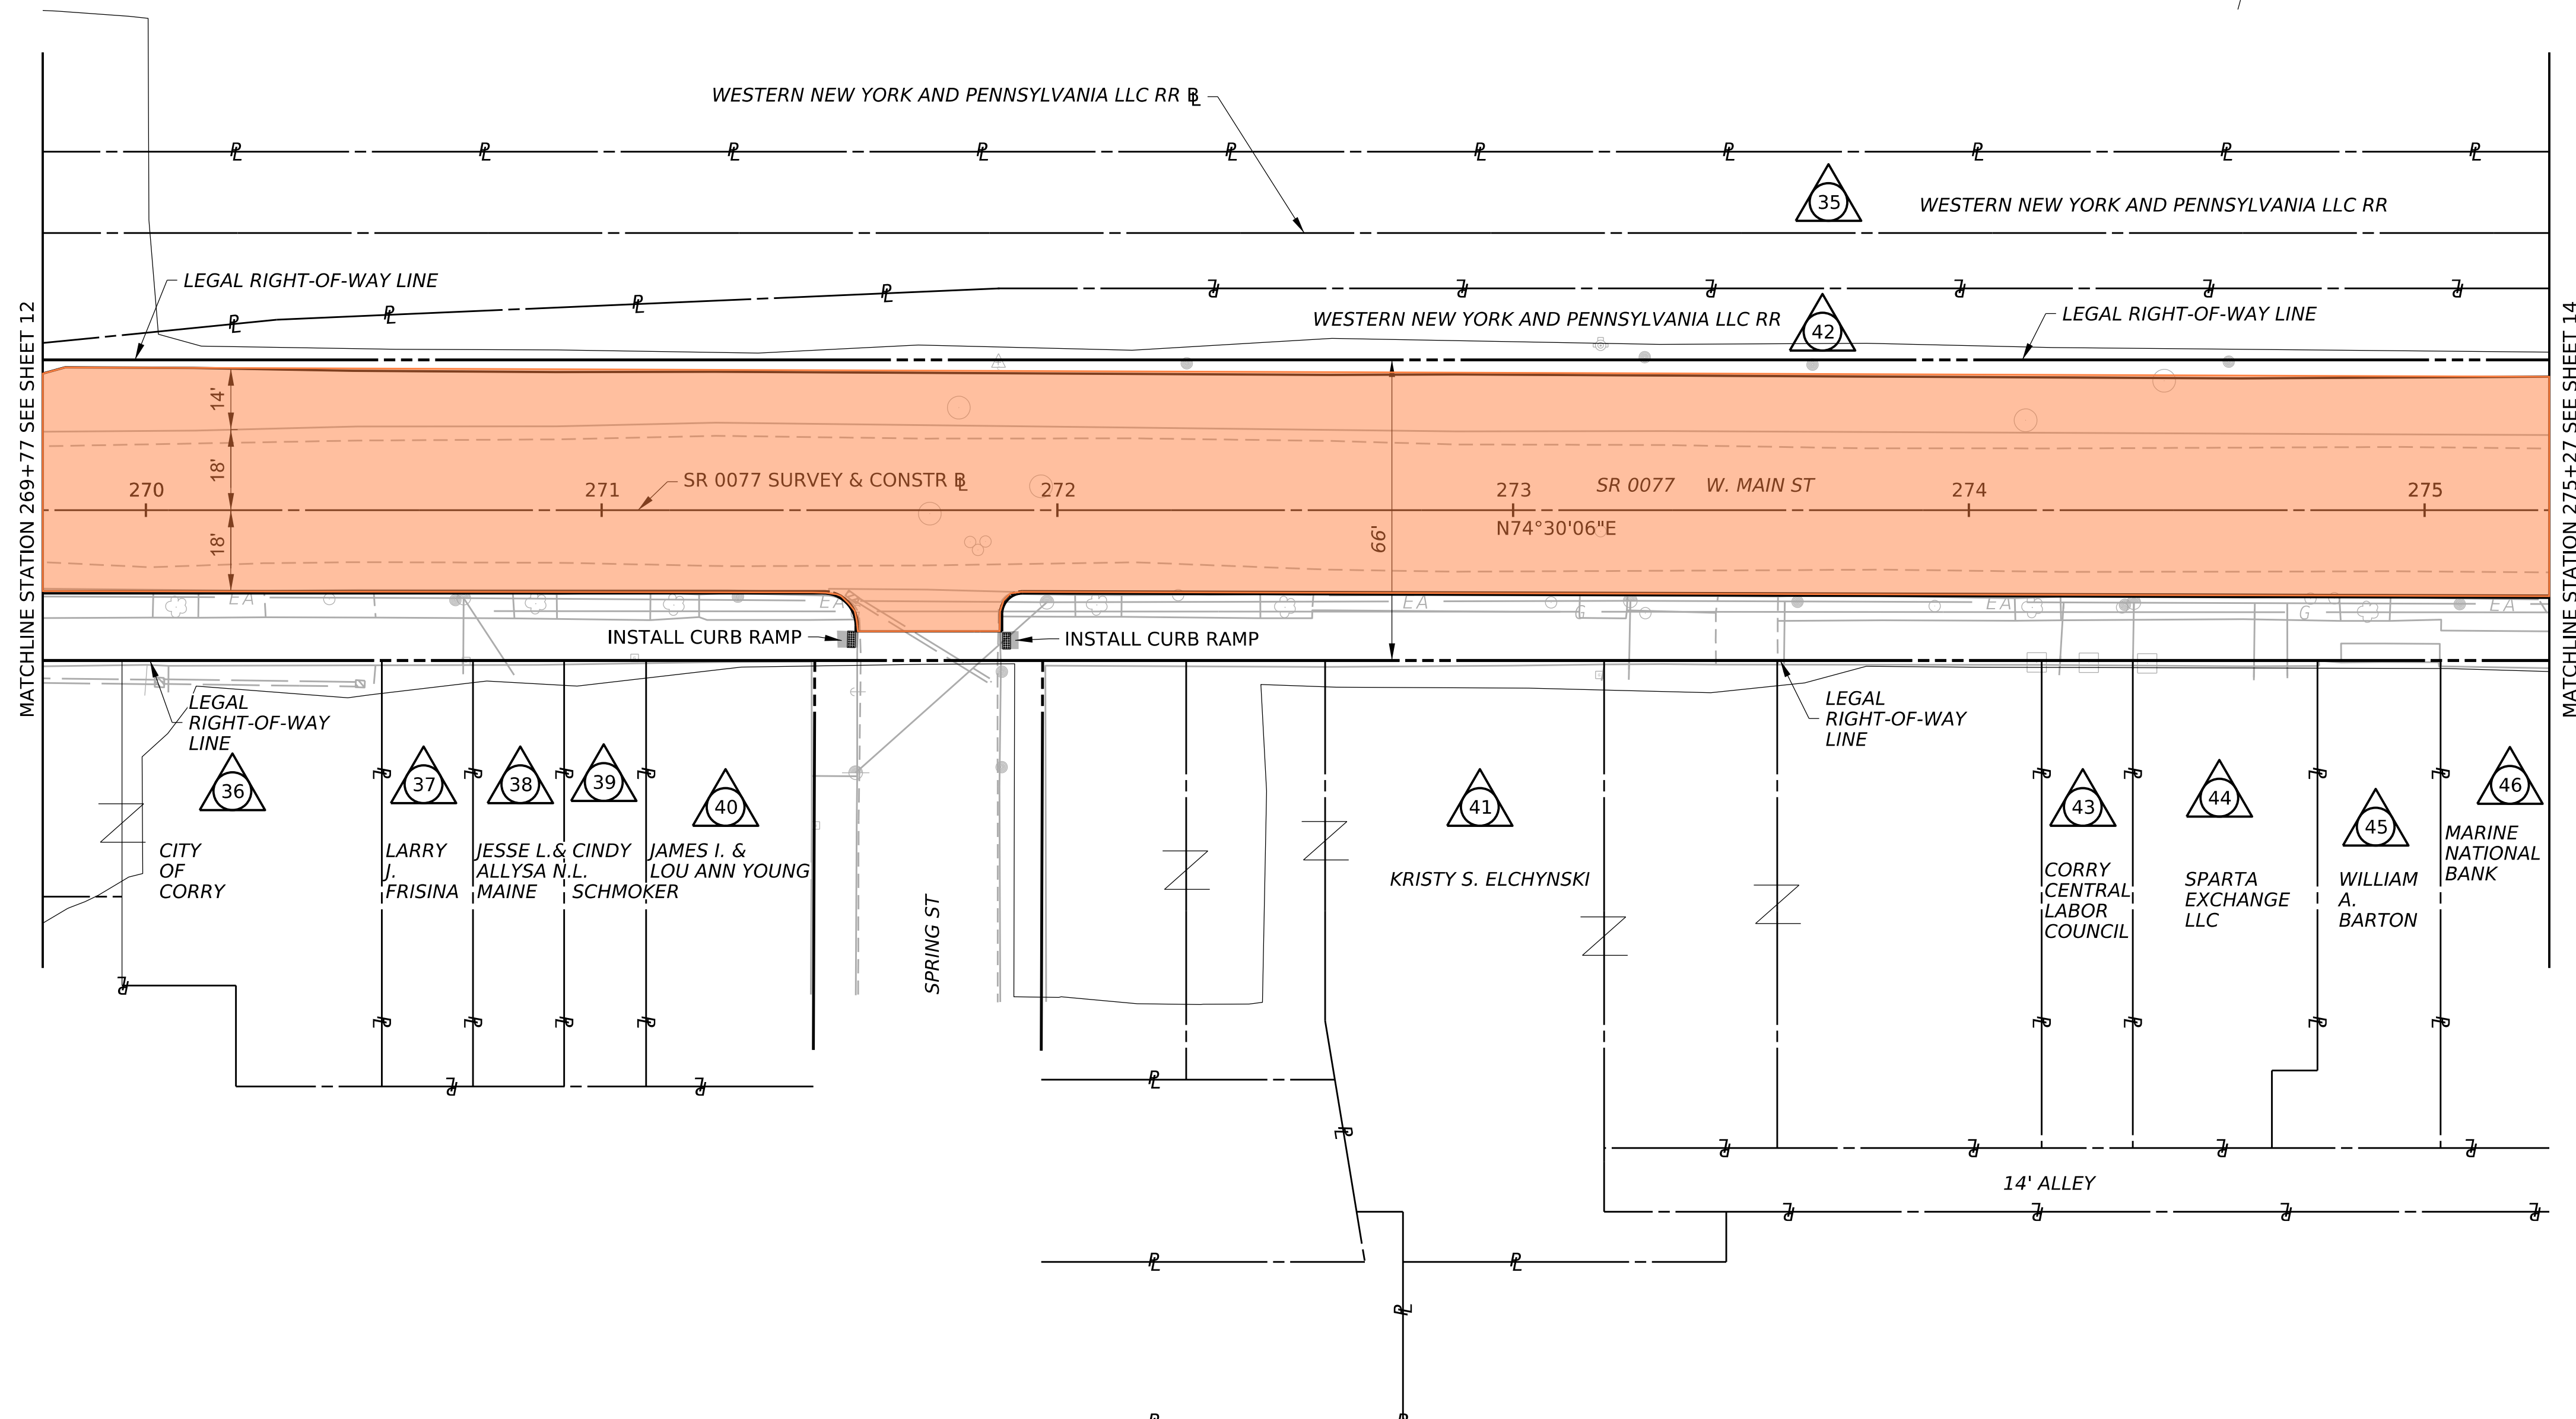 WESTERN NEW YORK AND PENNSYLVANIA LLC RR ℄
35
WESTERN NEW YORK AND PENNSYLVANIA LLC RR
LEGAL RIGHT-OF-WAY LINE
WESTERN NEW YORK AND PENNSYLVANIA LLC RR
42
LEGAL RIGHT-OF-WAY LINE
MATCHLINE STATION 269+77 SEE SHEET 12
MATCHLINE STATION 275+27 SEE SHEET 14
14'
18'
18'
SR 0077 SURVEY & CONSTR B
270
271
272
273
274
275
SR 0077 W. MAIN ST
N74°30'06"E
66'
EA
EA
EA
G
EA
G
EA
INSTALL CURB RAMP
INSTALL CURB RAMP
LEGAL
RIGHT-OF-WAY
LINE
LEGAL
RIGHT-OF-WAY
LINE
36
CITY
OF
CORRY
37
LARRY
J.
FRISINA
38
JESSE L.&
ALLYSA N.
MAINE
39
CINDY
L.
SCHMOKER
40
JAMES I. &
LOU ANN YOUNG
SPRING ST
41
KRISTY S. ELCHYNSKI
43
CORRY
CENTRAL
LABOR
COUNCIL
44
SPARTA
EXCHANGE
LLC
45
WILLIAM
A.
BARTON
46
MARINE
NATIONAL
BANK
14' ALLEY